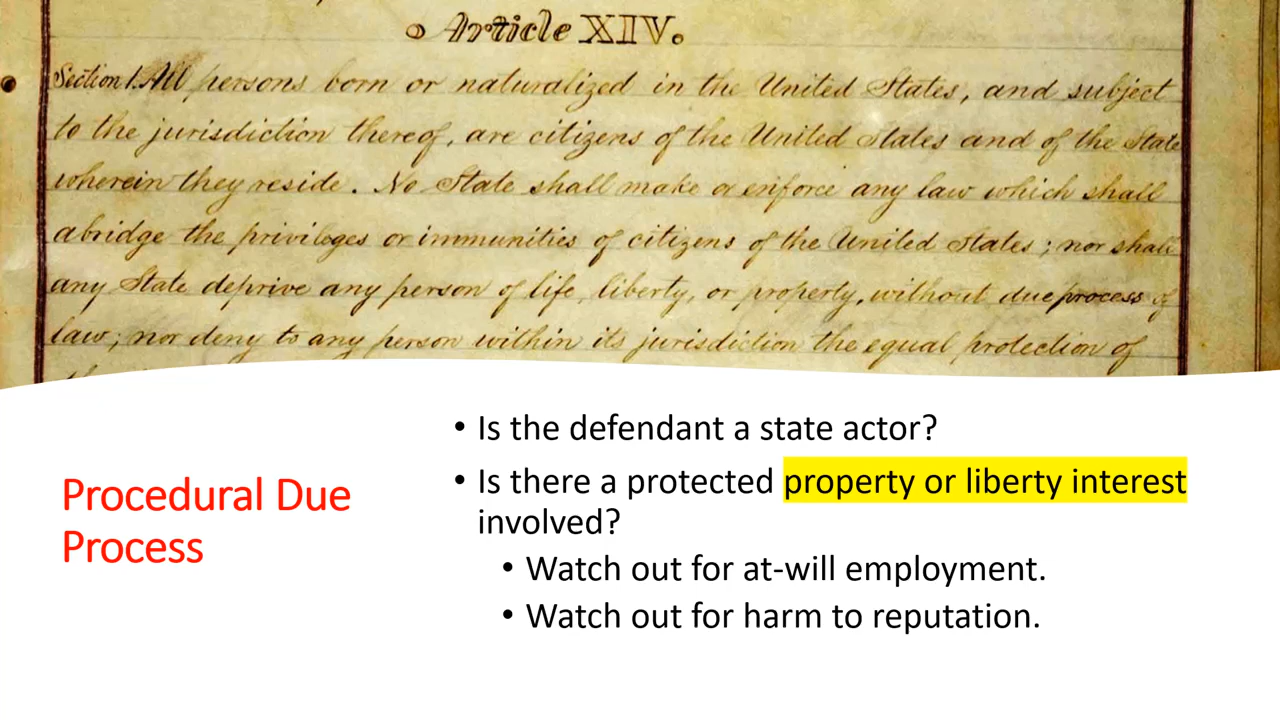 Article XIV.
Section 1. All persons born or naturalized in the United States, and subject
to the jurisdiction thereof, are citizens of the United States and of the State
wherein they reside. No State shall make or enforce any law which shall
abridge the privileges or immunities of citizens of the United States; nor shall
any State deprive any person of life, liberty, or property, without due process of
law; nor deny to any person within its jurisdiction the equal protection of
Procedural Due
Process
• Is the defendant a state actor?
• Is there a protected property or liberty interest
involved?
• Watch out for at-will employment.
• Watch out for harm to reputation.